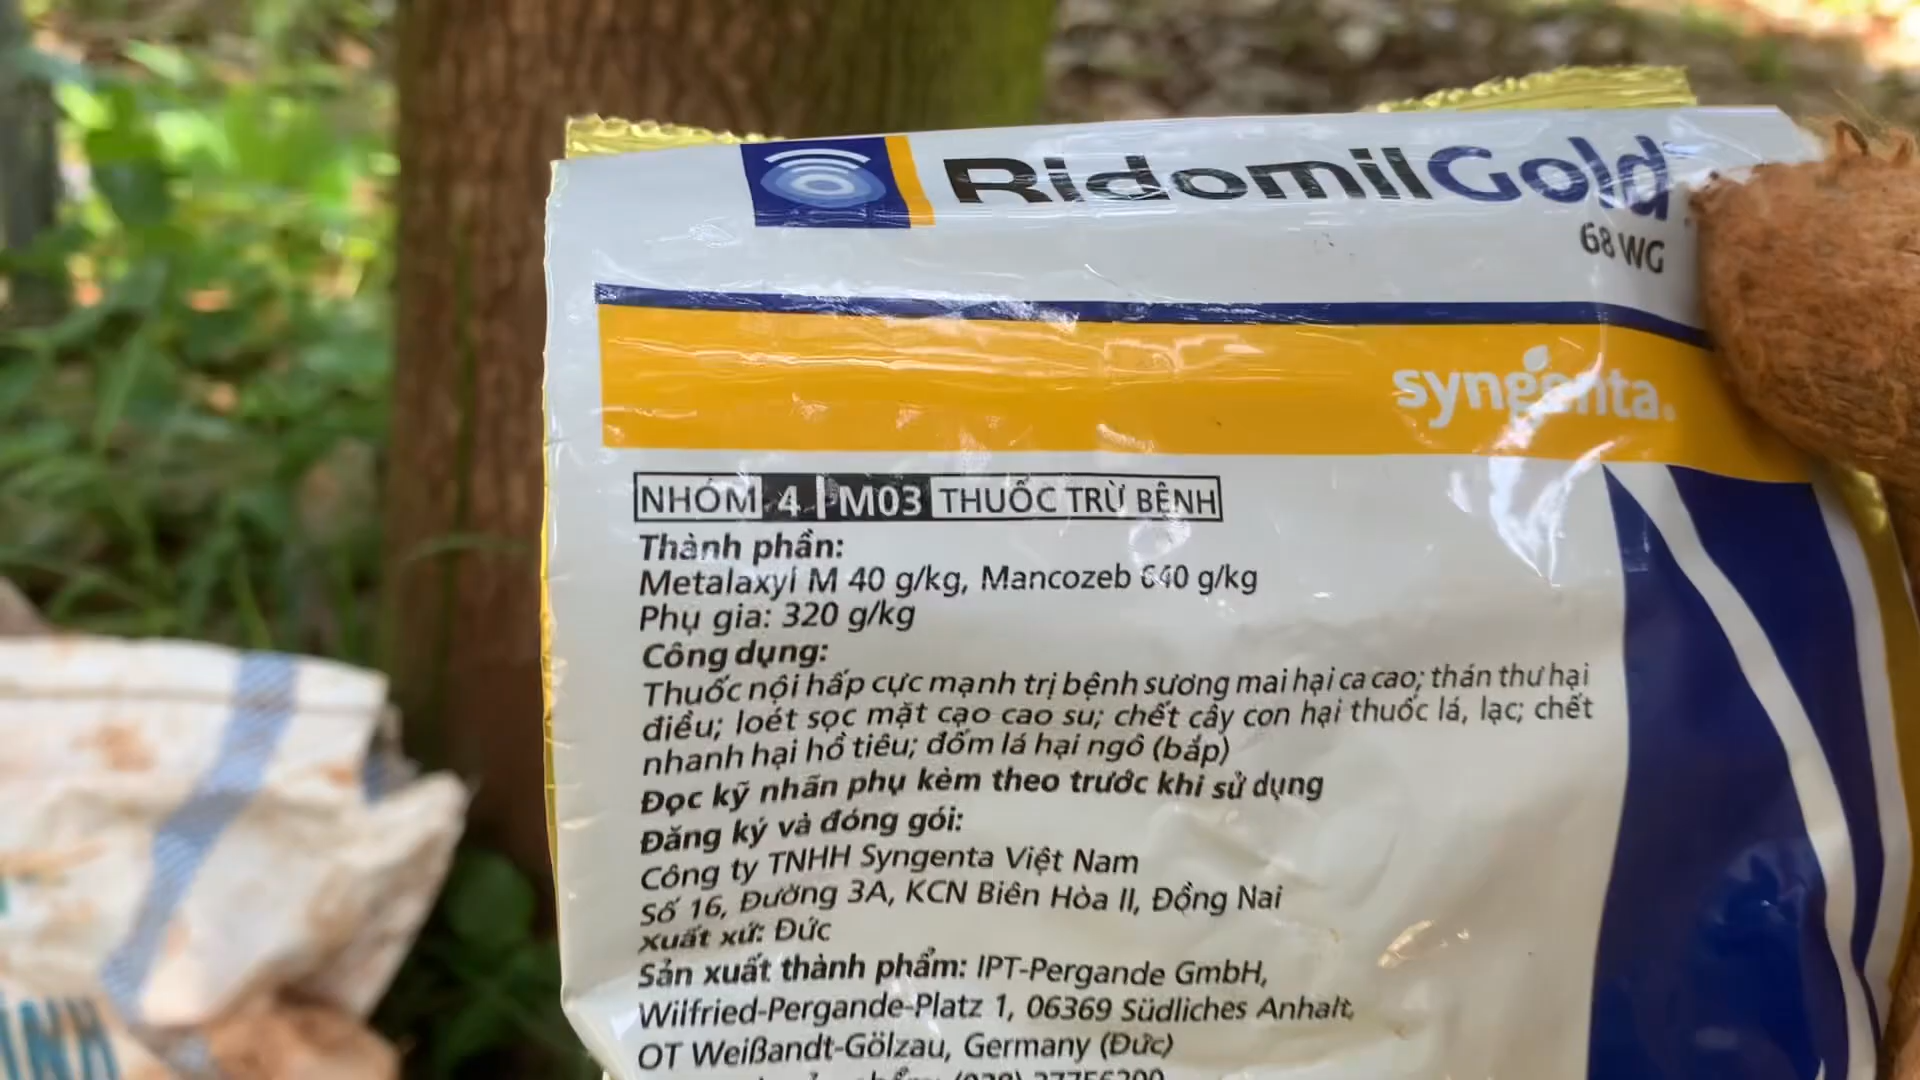 RidomilGold
68 WG
syngenta.
NHÓM 4 M03 THUỐC TRỪ BỆNH
Thành phần:
Metalaxyl M 40 g/kg, Mancozeb 640 g/kg
Phụ gia: 320 g/kg
Công dụng:
Thuốc nội hấp cực mạnh trị bệnh sương mai hại ca cao; thán thư hại
điều; loét sọc mặt cạo cao su; chết cây con hại thuốc lá, lạc; chết
nhanh hại hồ tiêu; đốm lá hại ngô (bắp)
Đọc kỹ nhãn phụ kèm theo trước khi sử dụng
Đăng ký và đóng gói:
Công ty TNHH Syngenta Việt Nam
Số 16, Đường 3A, KCN Biên Hòa II, Đồng Nai
Xuất xứ: Đức
Sản xuất thành phẩm: IPT-Pergande GmbH,
Wilfried-Pergande-Platz 1, 06369 Südliches Anhalt,
OT Weißandt-Gölzau, Germany (Đức)